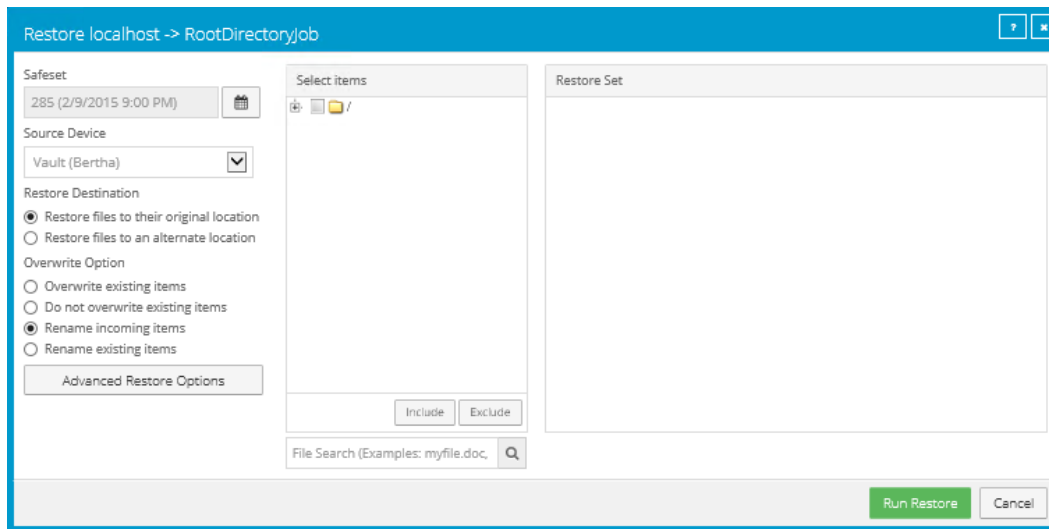 Restore localhost -> RootDirectoryJob
?
Safeset
285 (2/9/2015 9:00 PM)
Source Device
Vault (Bertha)
Restore Destination
Restore files to their original location
Restore files to an alternate location
Overwrite Option
Overwrite existing items
Do not overwrite existing items
Rename incoming items
Rename existing items
Advanced Restore Options
Select items
/
Include Exclude
File Search (Examples: myfile.doc,
Restore Set
Run Restore Cancel